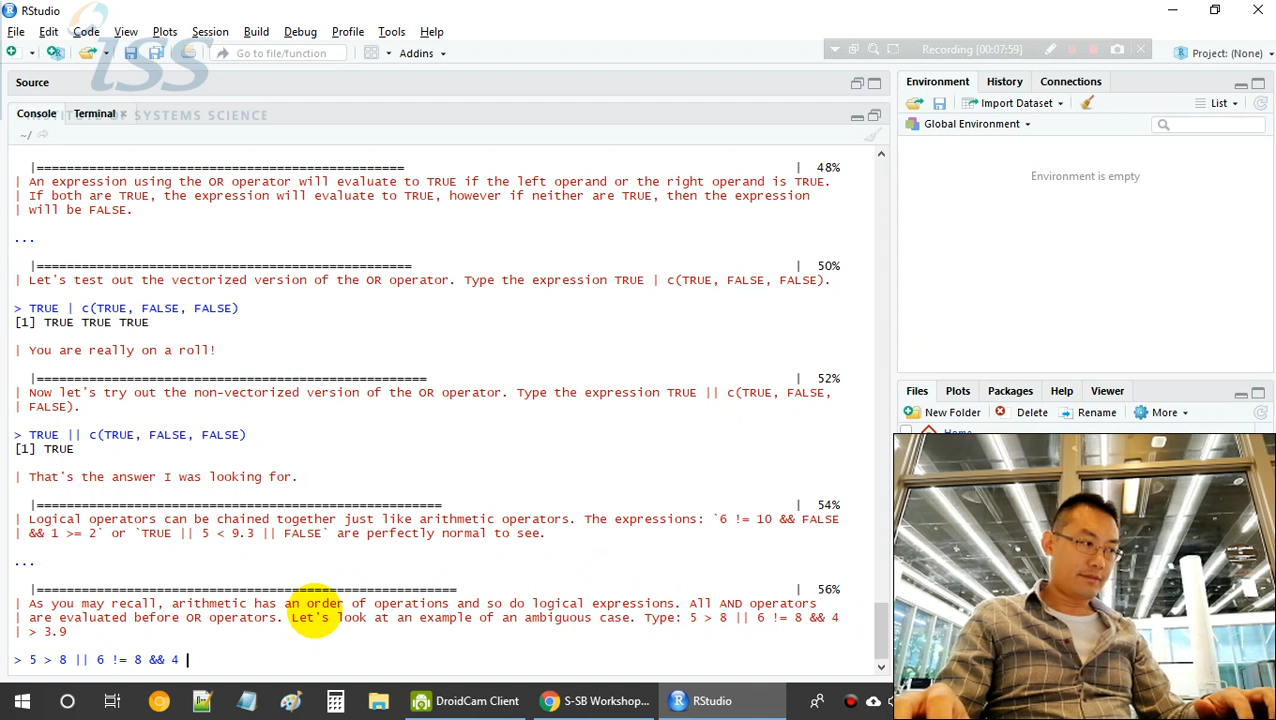 RStudio
File Edit Code View Plots Session Build Debug Profile Tools Help
Go to file/function Addins
Recording [00:07:59]
Project: (None)
iss
INSTITUTE OF SYSTEMS SCIENCE
Source
Console Terminal ×
~/
|================================================= | 48%
| An expression using the OR operator will evaluate to TRUE if the left operand or the right operand is TRUE.
| If both are TRUE, the expression will evaluate to TRUE, however if neither are TRUE, then the expression
| will be FALSE.
...
|================================================== | 50%
| Let's test out the vectorized version of the OR operator. Type the expression TRUE | c(TRUE, FALSE, FALSE).
> TRUE | c(TRUE, FALSE, FALSE)
[1] TRUE TRUE TRUE
| You are really on a roll!
|==================================================== | 52%
| Now let's try out the non-vectorized version of the OR operator. Type the expression TRUE || c(TRUE, FALSE,
| FALSE).
> TRUE || c(TRUE, FALSE, FALSE)
[1] TRUE
| That's the answer I was looking for.
|====================================================== | 54%
| Logical operators can be chained together just like arithmetic operators. The expressions: `6 != 10 && FALSE
| && 1 >= 2` or `TRUE || 5 < 9.3 || FALSE` are perfectly normal to see.
...
|======================================================== | 56%
| As you may recall, arithmetic has an order of operations and so do logical expressions. All AND operators
| are evaluated before OR operators. Let's look at an example of an ambiguous case. Type: 5 > 8 || 6 != 8 && 4
| > 3.9
> 5 > 8 || 6 != 8 && 4
Environment History Connections
Import Dataset List
Global Environment
Environment is empty
Files Plots Packages Help Viewer
New Folder Delete Rename More
Home
DroidCam Client
S-SB Workshop...
RStudio